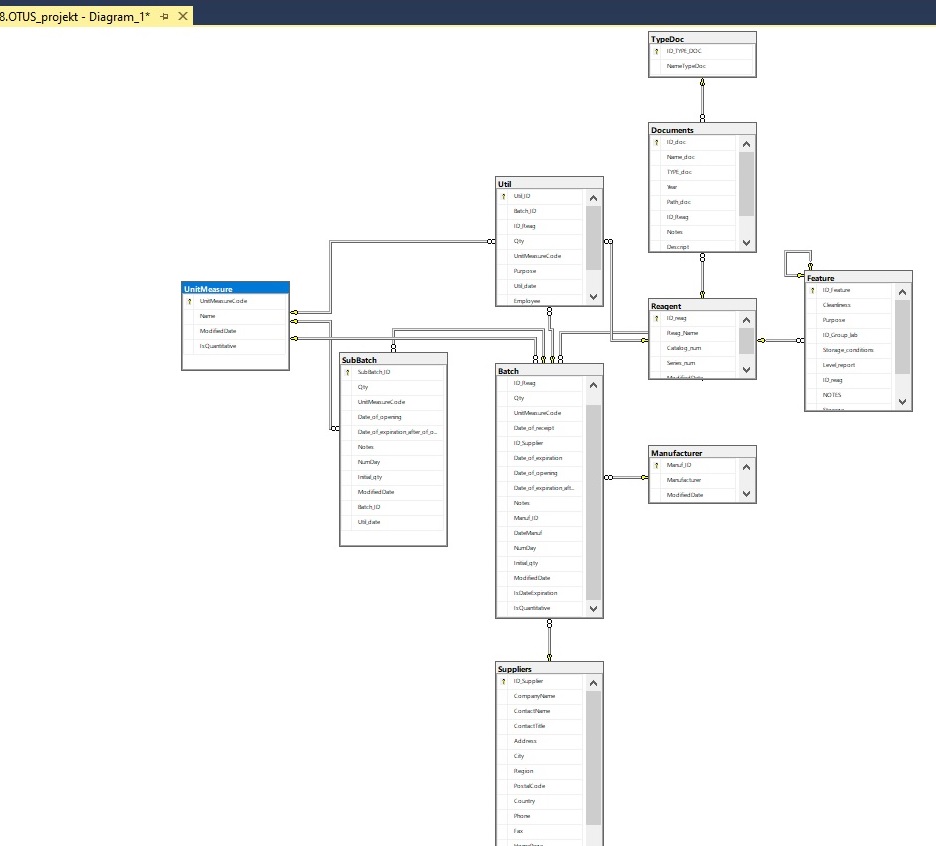 8.OTUS_projekt - Diagram_1*
TypeDoc
ID_TYPE_DOC
NameTypeDoc
Documents
ID_doc
Name_doc
TYPE_doc
Year
Path_doc
ID_Reag
Notes
Descript
Util
Util_ID
Batch_ID
ID_Reag
Qty
UnitMeasureCode
Purpose
Util_date
Employee
Feature
ID_Feature
Cleanliness
Purpose
ID_Group_lab
Storage_conditions
Level_report
ID_reag
NOTES
UnitMeasure
UnitMeasureCode
Name
ModifiedDate
IsQuantitative
Reagent
ID_reag
Reag_Name
Catalog_num
Series_num
ModifiedDate
SubBatch
SubBatch_ID
Qty
UnitMeasureCode
Date_of_opening
Date_of_expiration_after_of_o...
Notes
NumDay
Initial_qty
ModifiedDate
Batch_ID
Util_date
Batch
ID_Reag
Qty
UnitMeasureCode
Date_of_receipt
ID_Supplier
Date_of_expiration
Date_of_opening
Date_of_expiration_aft...
Notes
Manuf_ID
DateManuf
NumDay
Initial_qty
ModifiedDate
IsDateExpiration
IsQuantitative
Manufacturer
Manuf_ID
Manufacturer
ModifiedDate
Suppliers
ID_Supplier
CompanyName
ContactName
ContactTitle
Address
City
Region
PostalCode
Country
Phone
Fax